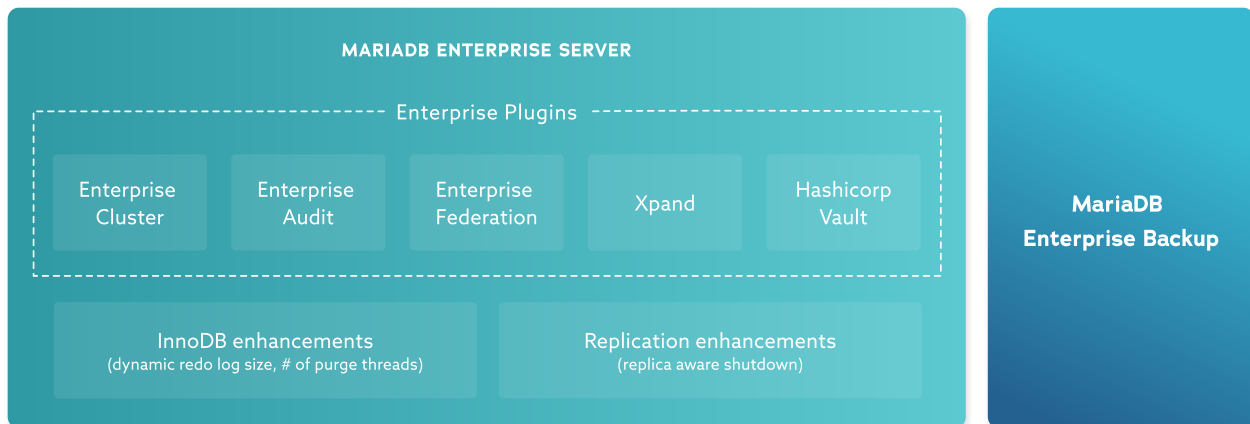 MARIADB ENTERPRISE SERVER
Enterprise Plugins
Enterprise
Cluster
Enterprise
Audit
Enterprise
Federation
Xpand
Hashicorp
Vault
InnoDB enhancements
(dynamic redo log size, # of purge threads)
Replication enhancements
(replica aware shutdown)
MariaDB
Enterprise Backup